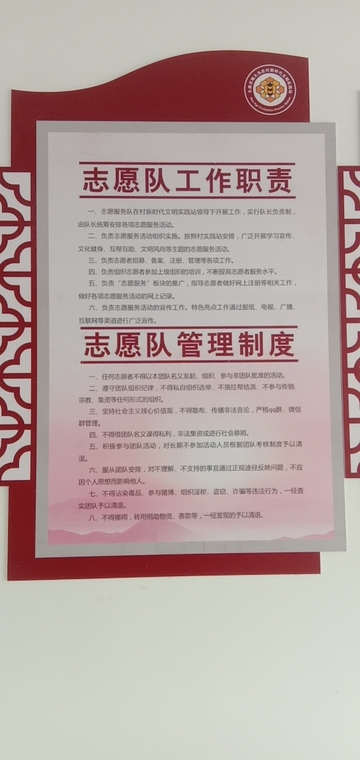 志愿队工作职责
一、志愿服务队在村新时代文明实践站领导下开展工作，实行队长负责制，
由队长统筹安排各项志愿服务活动。
二、负责志愿服务活动组织实施。按照村实践站安排，广泛开展学习宣传、
文化健身、互帮互助、文明风尚等主题的志愿服务活动。
三、负责志愿者招募、备案、注册、管理等各项工作。
四、负责组织志愿者参加上级组织的培训，不断提高志愿者服务水平。
五、负责“志愿服务”板块的推广，指导志愿者做好网上注册等相关工作，
做好各项志愿服务活动的网上记录。
六、负责志愿服务活动的宣传工作。特色亮点工作通过报纸、电视、广播、
互联网等渠道进行广泛宣传。
志愿队管理制度
一、任何志愿者不得以本团队名义发起、组织、参与非团队批准的活动。
二、遵守团队组织纪律，不得私自组织选举、不搞拉帮结派、不参与传销、
宗教、集资等任何形式的组织。
三、坚持社会主义核心价值观，不得散布、传播非法言论，严格qq群、微信
群管理。
四、不得借团队名义谋得私利，非法集资或进行社会募捐。
五、积极参与团队活动，对长期不参加活动人员根据团队考核制度予以清
退。
六、服从团队安排，对不理解、不支持的事宜通过正规途径反映问题，不应
因个人思想而影响他人。
七、不得沾染毒品、参与赌博、组织淫秽、盗窃、诈骗等违法行为，一经查
实团队予以清退。
八、不得挪用，转用捐助物资、善款等，一经发现的予以清退。